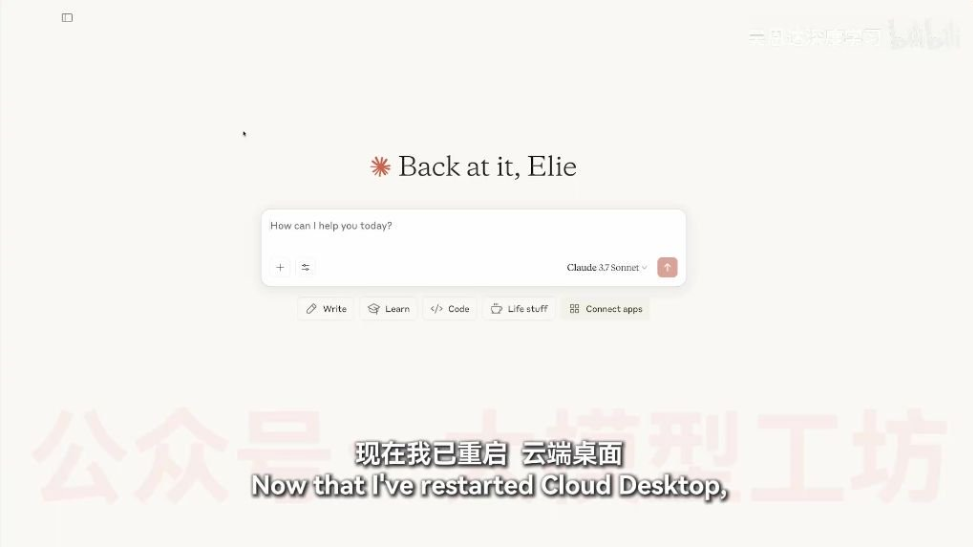 Back at it, Elie
How can I help you today?
Claude 3.7 Sonnet
Write
Learn
Code
Life stuff
Connect apps
公众号
大模型工坊
现在我已重启 云端桌面
Now that I've restarted Cloud Desktop,